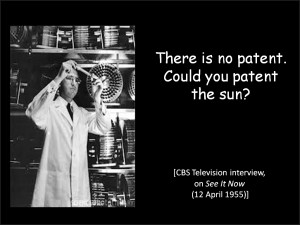 There is no patent.
Could you patent
the sun?
[CBS Television interview,
on See It Now
(12 April 1955)]